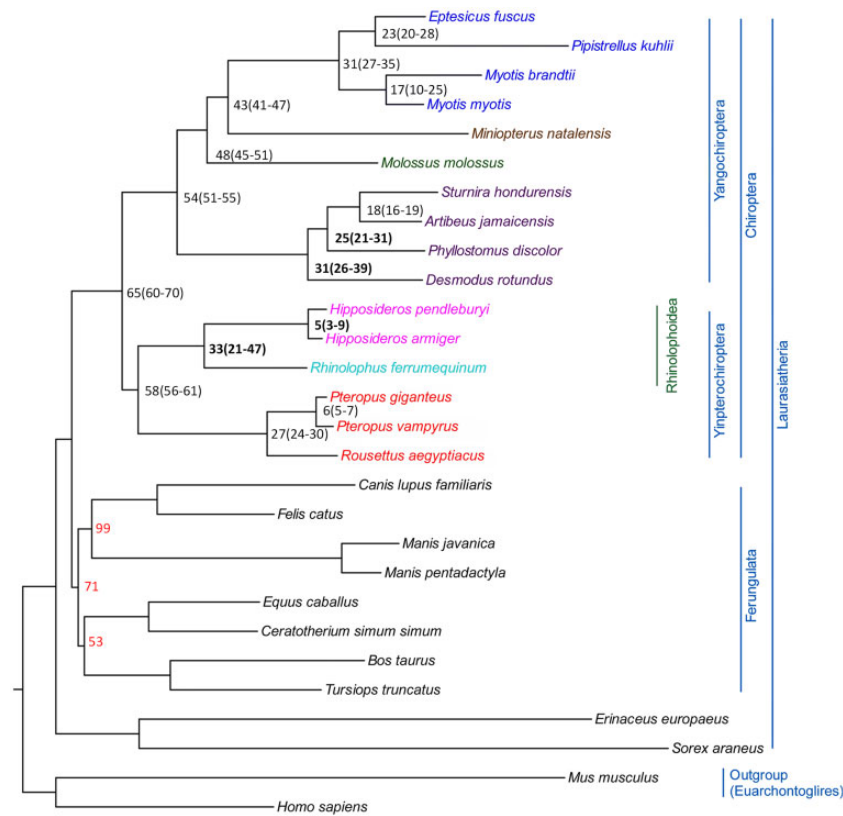 Eptesicus fuscus
23(20-28)
Pipistrellus kuhlii
31(27-35)
Myotis brandtii
17(10-25)
Myotis myotis
43(41-47)
Miniopterus natalensis
48(45-51)
Molossus molossus
54(51-55)
Sturnira hondurensis
18(16-19)
Artibeus jamaicensis
25(21-31)
Phyllostomus discolor
31(26-39)
Desmodus rotundus
65(60-70)
Hipposideros pendleburyi
5(3-9)
Hipposideros armiger
33(21-47)
Rhinolophus ferrumequinum
58(56-61)
Pteropus giganteus
6(5-7)
Pteropus vampyrus
27(24-30)
Rousettus aegyptiacus
Canis lupus familiaris
Felis catus
99
Manis javanica
Manis pentadactyla
71
Equus caballus
Ceratotherium simum simum
53
Bos taurus
Tursiops truncatus
Erinaceus europaeus
Sorex araneus
Mus musculus
Homo sapiens
Yangochiroptera
Chiroptera
Rhinolophoidea
Yinpterochiroptera
Laurasiatheria
Ferungulata
Outgroup
(Euarchontoglires)